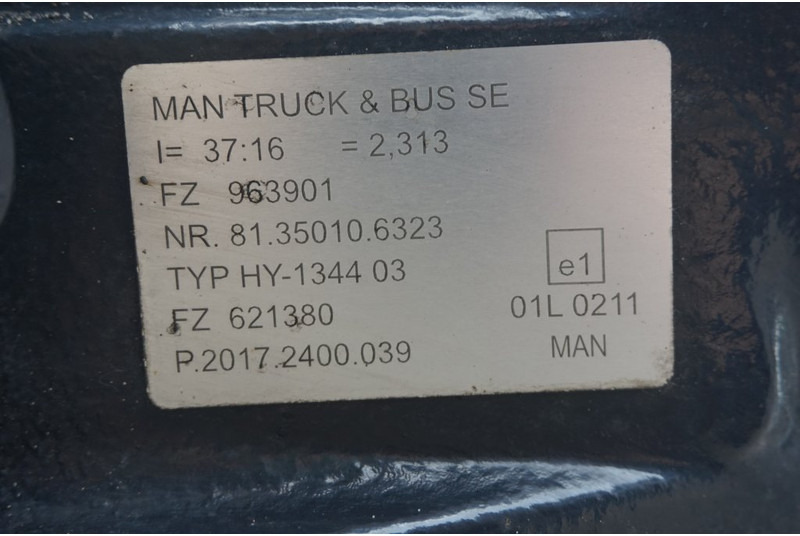 MAN TRUCK & BUS SE
I= 37:16 = 2,313
FZ 963901
NR. 81.35010.6323
TYP HY-1344 03
FZ 621380
P.2017.2400.039
e1
01L 0211
MAN